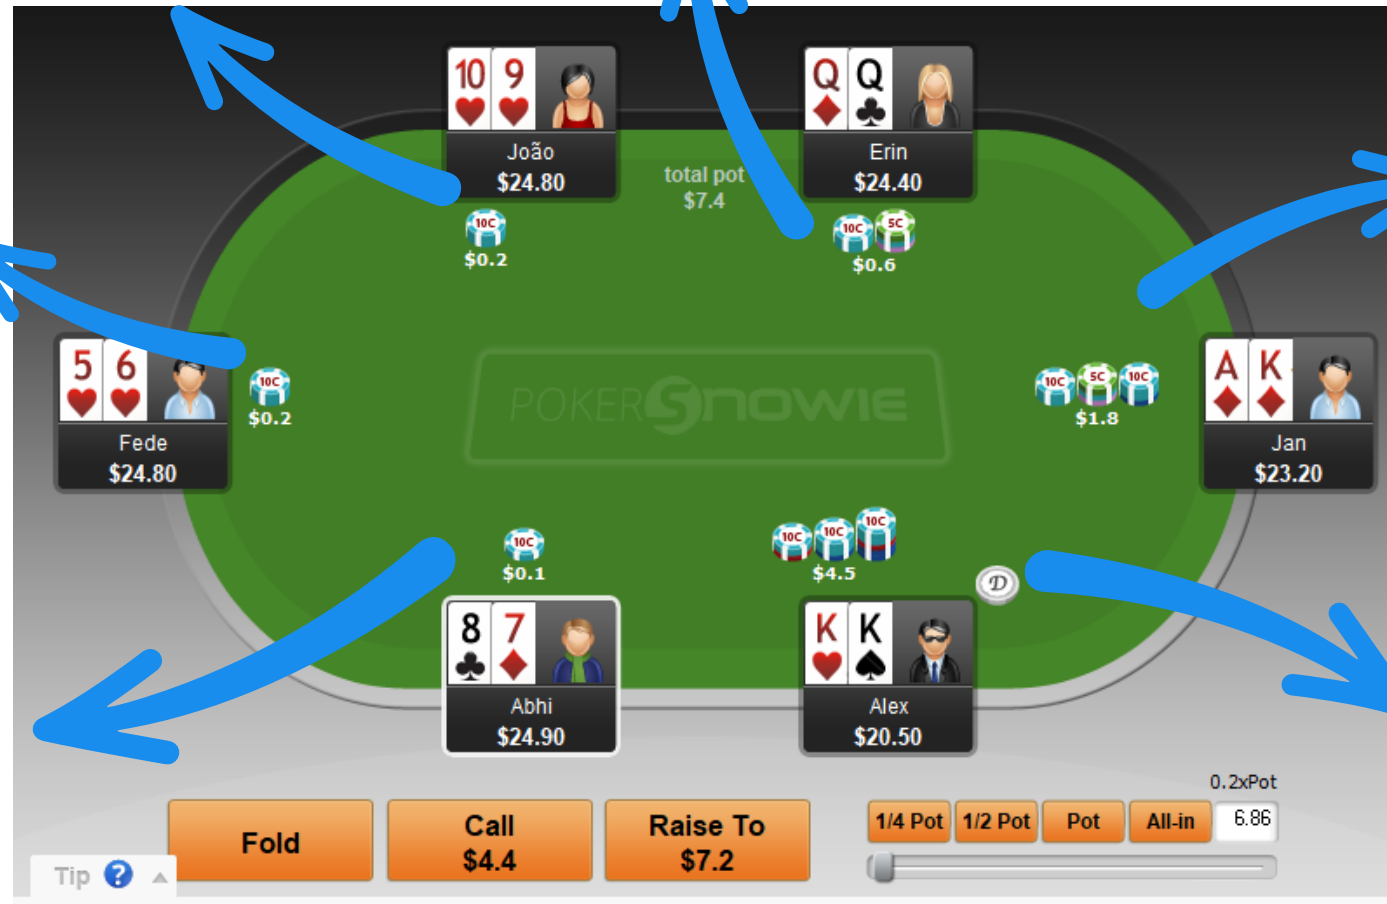 10 9
João
$24.80
Q Q
Erin
$24.40
total pot
$7.4
10C
$0.2
10C 5C
$0.6
5 6
Fede
$24.80
10C
$0.2
POKER SNOWIE
10C 5C 10C
$1.8
A K
Jan
$23.20
10C
$0.1
10C 10C 10C
$4.5
D
8 7
Abhi
$24.90
K K
Alex
$20.50
0.2xPot
Fold
Call
$4.4
Raise To
$7.2
1/4 Pot 1/2 Pot Pot All-in 6.86
Tip ?